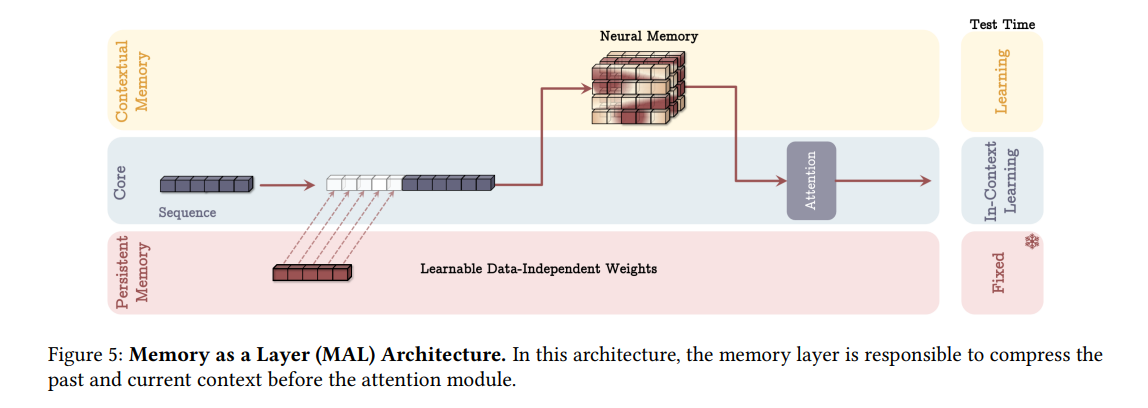 Test Time
Neural Memory
Contextual
Memory
Learning
Core
Sequence
Attention
In-Context
Learning
Persistent
Memory
Learnable Data-Independent Weights
Fixed
Figure 5: Memory as a Layer (MAL) Architecture. In this architecture, the memory layer is responsible to compress the
past and current context before the attention module.